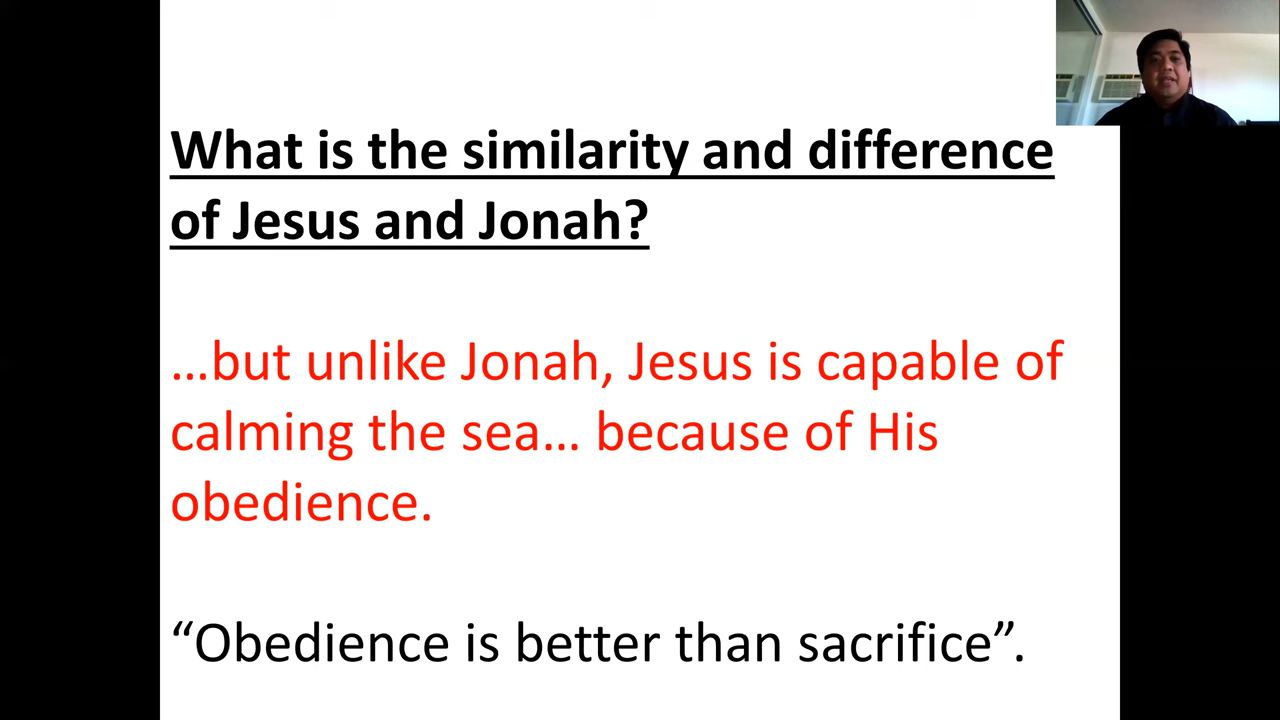 What is the similarity and difference
of Jesus and Jonah?
…but unlike Jonah, Jesus is capable of
calming the sea… because of His
obedience.
“Obedience is better than sacrifice”.